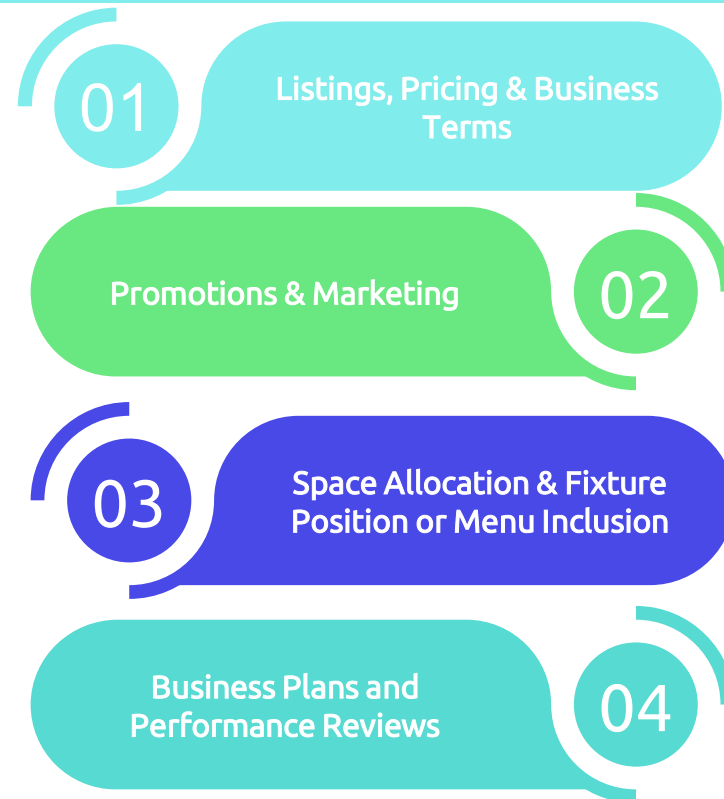 01
Listings, Pricing & Business
Terms
Promotions & Marketing
02
03
Space Allocation & Fixture
Position or Menu Inclusion
Business Plans and
Performance Reviews
04